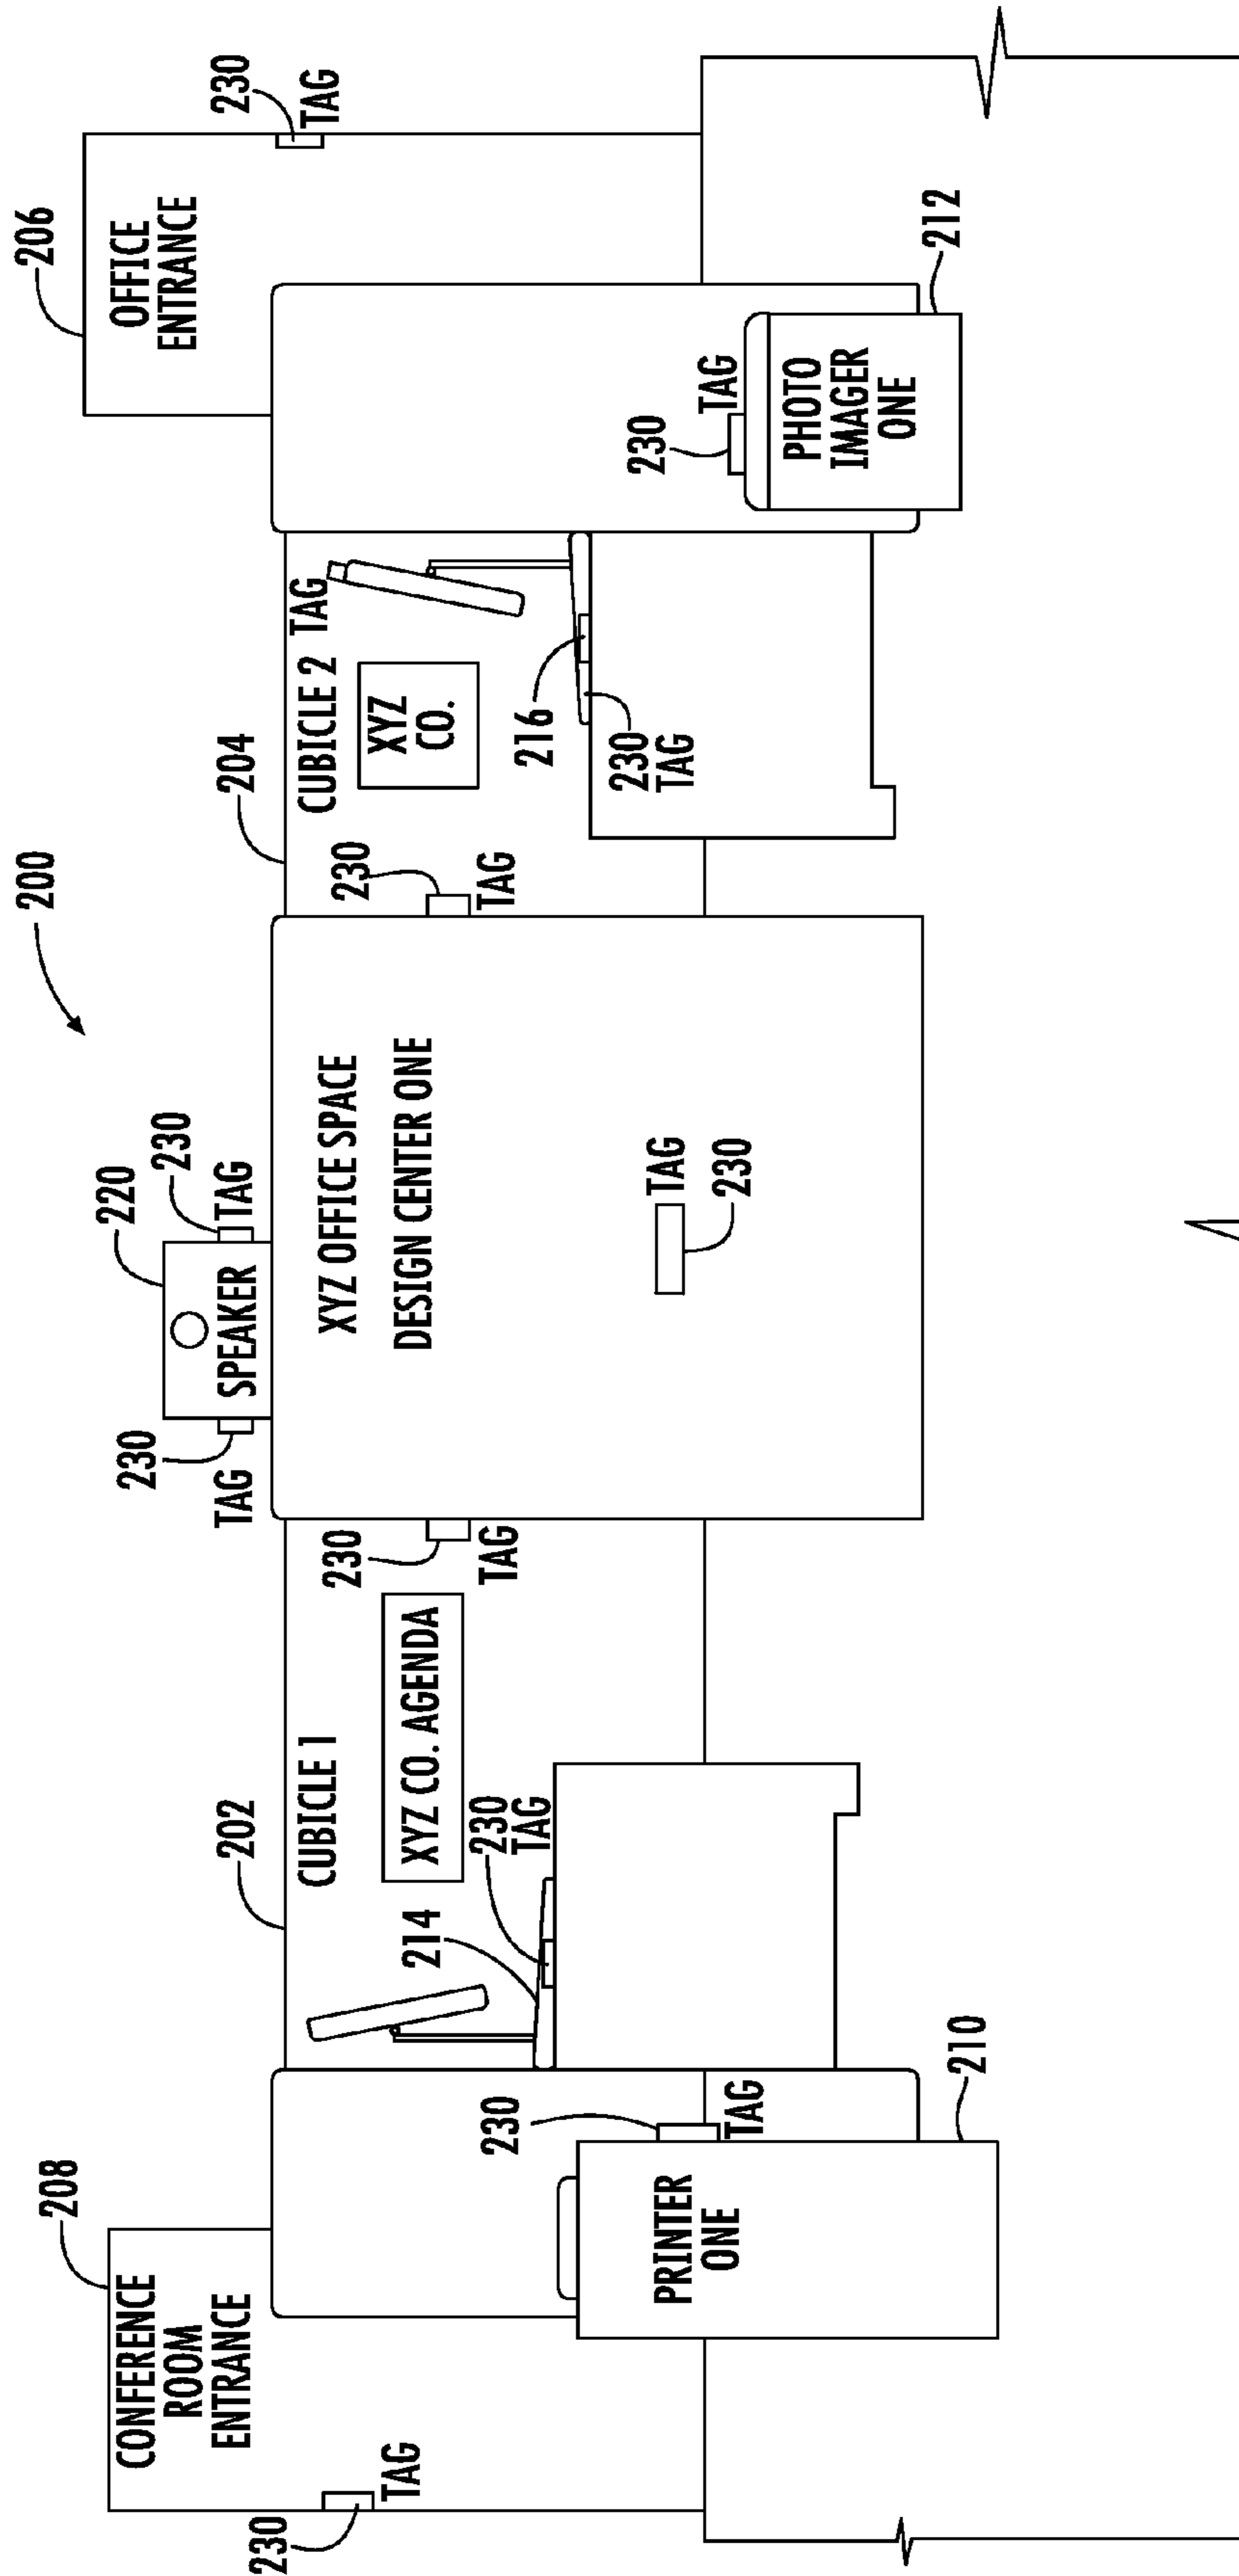 200
208
CONFERENCE
ROOM
ENTRANCE
230
TAG
202
CUBICLE 1
XYZ CO. AGENDA
214
230
TAG
230
TAG
PRINTER
ONE
210
220
230
TAG
SPEAKER
230
TAG
230
TAG
XYZ OFFICE SPACE
DESIGN CENTER ONE
TAG
230
230
TAG
204
CUBICLE 2
TAG
XYZ
CO.
216
230
TAG
206
OFFICE
ENTRANCE
230
TAG
230
TAG
PHOTO
IMAGER
ONE
212